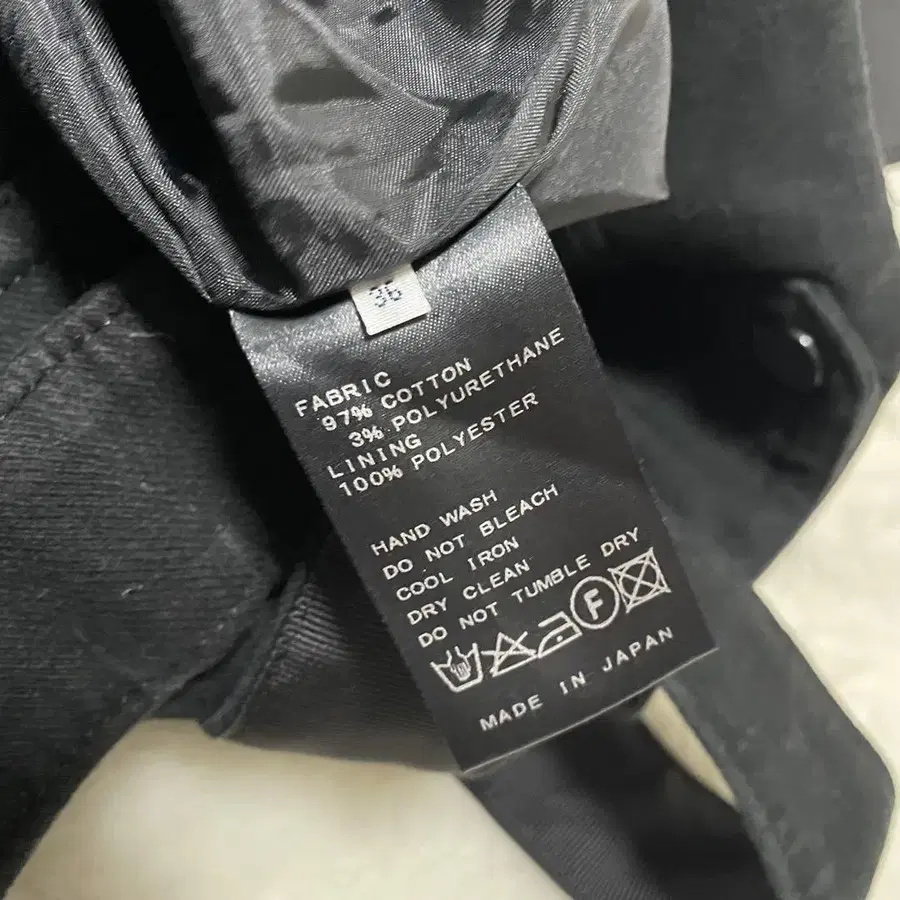 36
FABRIC
97% COTTON
3% POLYURETHANE
LINING
100% POLYESTER
HAND WASH
DO NOT BLEACH
COOL IRON
DRY CLEAN
DO NOT TUMBLE DRY
F
MADE IN JAPAN